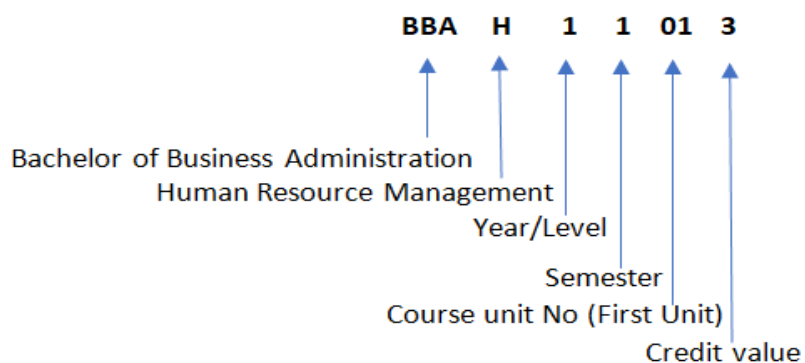 BBA H 1 1 01 3
Bachelor of Business Administration
Human Resource Management
Year/Level
Semester
Course unit No (First Unit)
Credit value